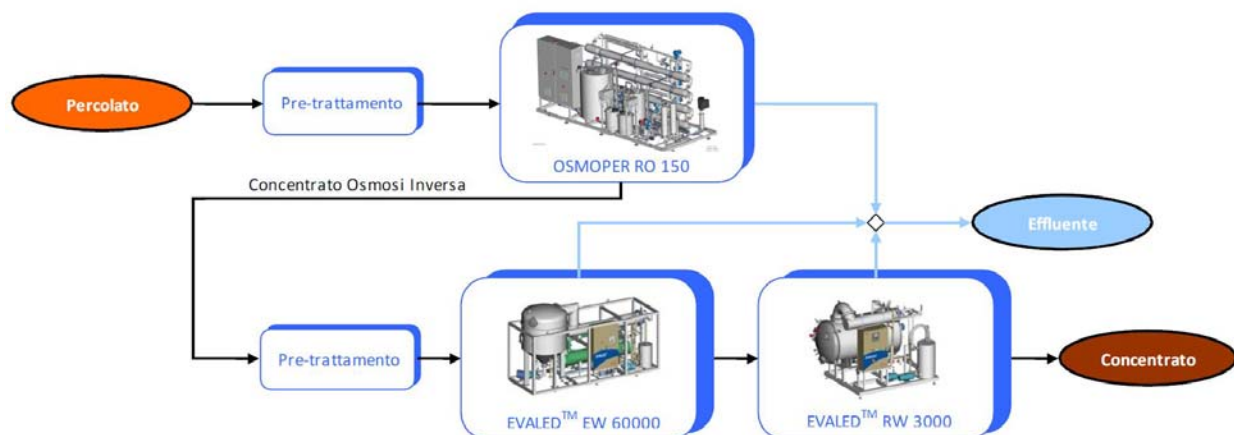 Percolato
Pre-trattamento
OSMOPER RO 150
Concentrato Osmosi Inversa
Effluente
Pre-trattamento
EVALED™ EW 60000
EVALED™ RW 3000
Concentrato